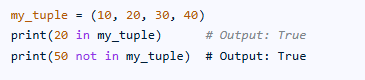 my_tuple = (10, 20, 30, 40)
print(20 in my_tuple)       # Output: True
print(50 not in my_tuple)  # Output: True